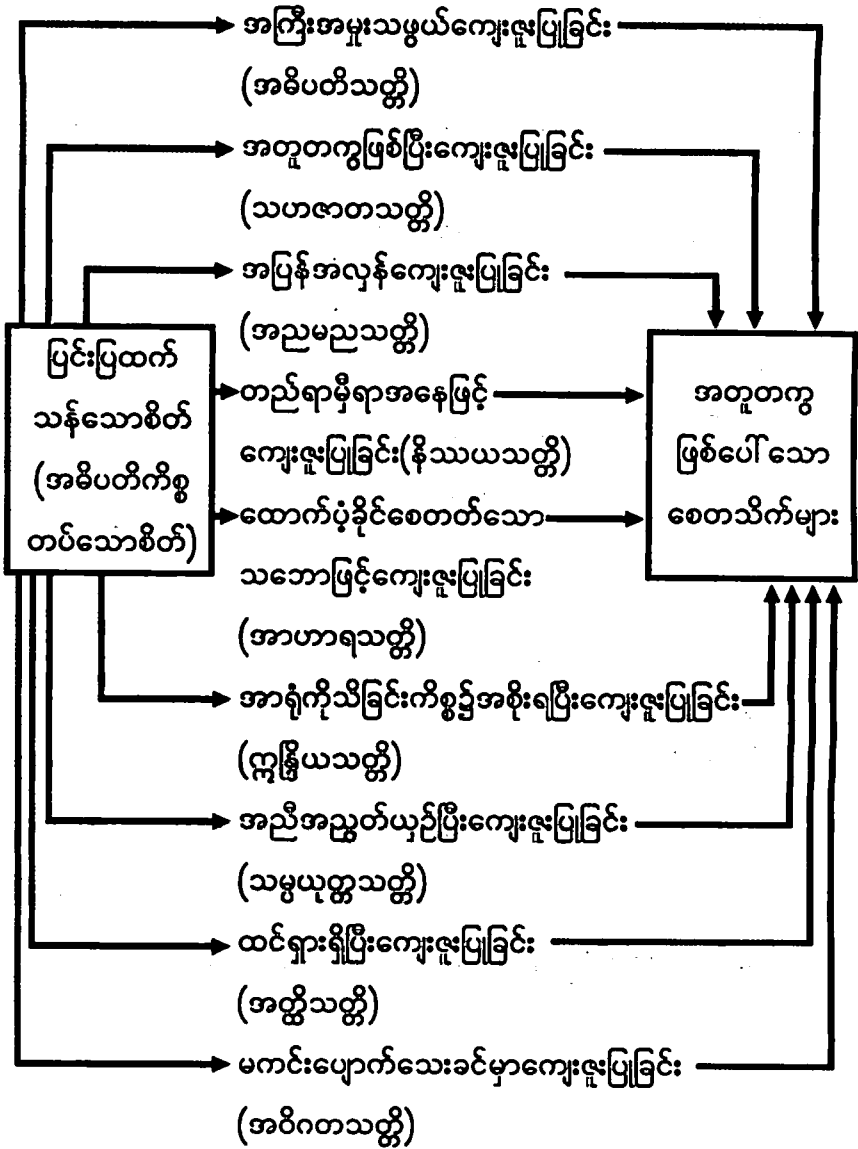 အကြီးအမှူးသဖွယ်ကျေးဇူးပြုခြင်း
(အဓိပတိသတ္တိ)
အတူတကွဖြစ်ပြီးကျေးဇူးပြုခြင်း
(သဟဇာတသတ္တိ)
အပြန်အလှန်ကျေးဇူးပြုခြင်း
(အညမညသတ္တိ)
ပြင်းပြထက်
သန်သောစိတ်
(အဓိပတိကိစ္စ
တပ်သောစိတ်)
တည်ရာမှီရာအနေဖြင့်
ကျေးဇူးပြုခြင်း(နိဿယသတ္တိ)
ထောက်ပံ့ခိုင်စေတတ်သော
သဘောဖြင့်ကျေးဇူးပြုခြင်း
(အာဟာရသတ္တိ)
အာရုံကိုသိခြင်းကိစ္စ၌အစိုးရပြီးကျေးဇူးပြုခြင်း
(ဣန္ဒြိယသတ္တိ)
အညီအညွတ်ယှဉ်ပြီးကျေးဇူးပြုခြင်း
(သမ္ပယုတ္တသတ္တိ)
ထင်ရှားရှိပြီးကျေးဇူးပြုခြင်း
(အတ္ထိသတ္တိ)
မကင်းပျောက်သေးခင်မှာကျေးဇူးပြုခြင်း
(အဝိဂတသတ္တိ)
အတူတကွ
ဖြစ်ပေါ်သော
စေတသိက်များ